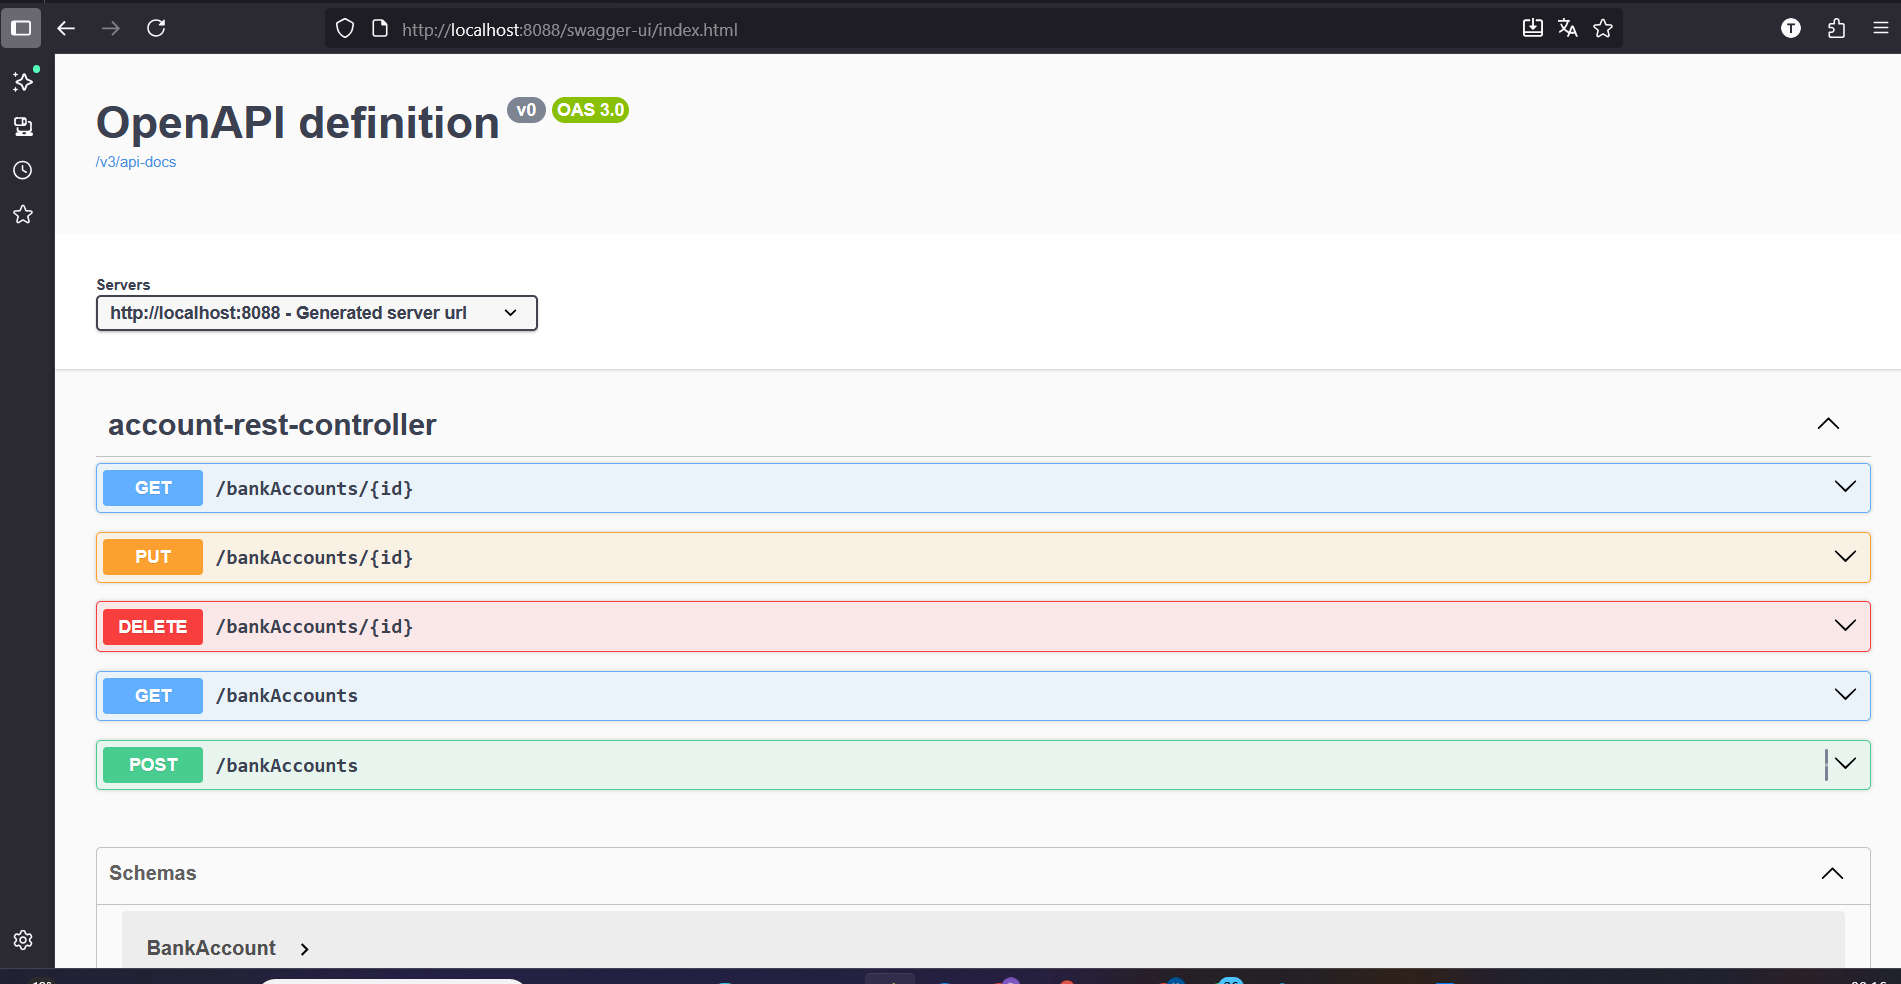 http://localhost:8088/swagger-ui/index.html
T
OpenAPI definition v0 OAS 3.0
/v3/api-docs
Servers
http://localhost:8088 - Generated server url
account-rest-controller
GET /bankAccounts/{id}
PUT /bankAccounts/{id}
DELETE /bankAccounts/{id}
GET /bankAccounts
POST /bankAccounts
Schemas
BankAccount